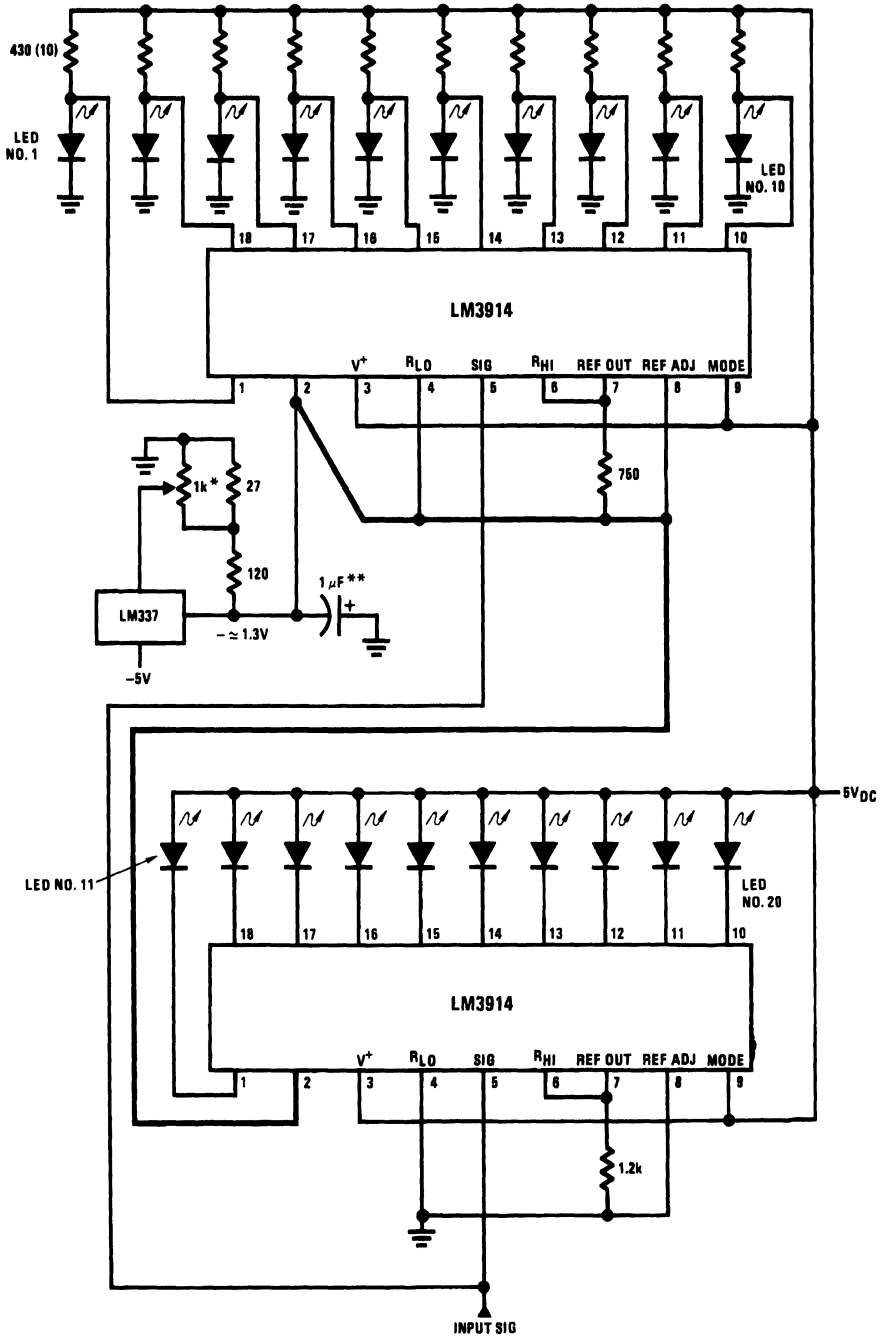 430 (10)
LED
NO. 1
LED
NO. 10
18 17 16 15 14 13 12 11 10
LM3914
V+ RLO SIG RHI REF OUT REF ADJ MODE
1 2 3 4 5 6 7 8 9
1k* 27
750
120
1 µF**
+
LM337
– ≃ 1.3V
–5V
5VDC
LED NO. 11
LED
NO. 20
18 17 16 15 14 13 12 11 10
LM3914
V+ RLO SIG RHI REF OUT REF ADJ MODE
1 2 3 4 5 6 7 8 9
1.2k
INPUT SIG